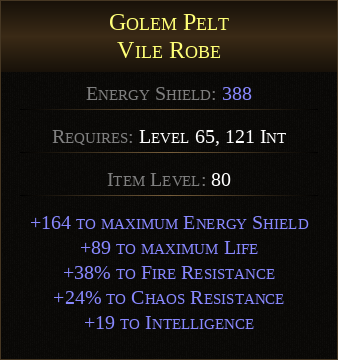 Golem Pelt
Vile Robe
Energy Shield: 388
Requires: Level 65, 121 Int
Item Level: 80
+164 to maximum Energy Shield
+89 to maximum Life
+38% to Fire Resistance
+24% to Chaos Resistance
+19 to Intelligence